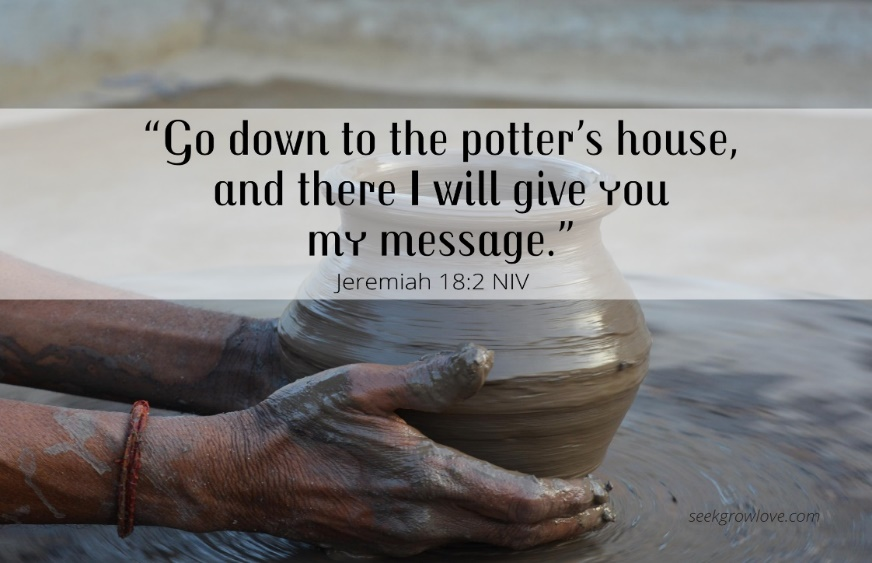 “Go down to the potter’s house,
and there I will give you
my message.”
Jeremiah 18:2 NIV
seekgrowlove.com